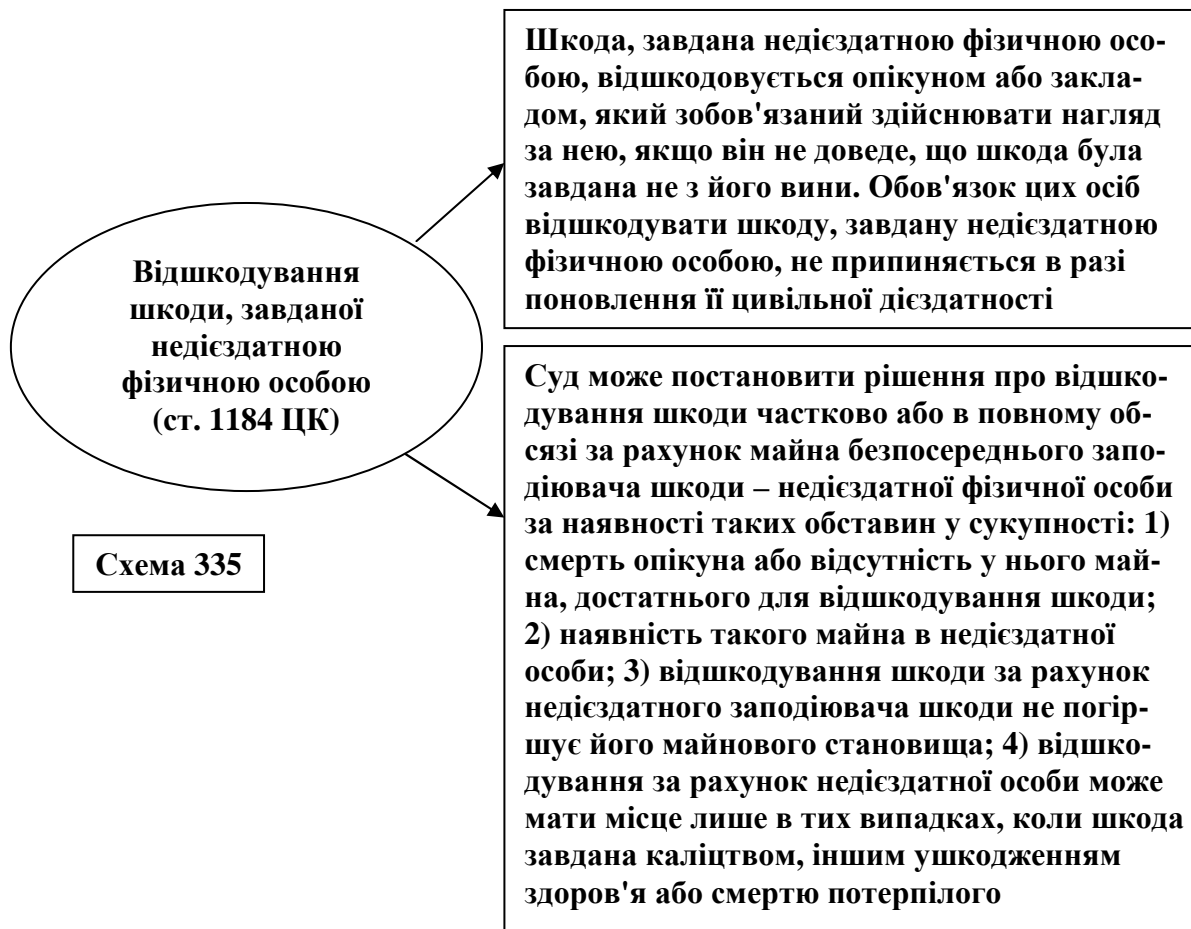 Шкода, завдана недієздатною фізичною осо-
бою, відшкодовується опікуном або закла-
дом, який зобов'язаний здійснювати нагляд
за нею, якщо він не доведе, що шкода була
завдана не з його вини. Обов'язок цих осіб
відшкодувати шкоду, завдану недієздатною
фізичною особою, не припиняється в разі
поновлення її цивільної дієздатності
Відшкодування
шкоди, завданої
недієздатною
фізичною особою
(ст. 1184 ЦК)
Суд може постановити рішення про відшко-
дування шкоди частково або в повному об-
сязі за рахунок майна безпосереднього запо-
діювача шкоди – недієздатної фізичної особи
за наявності таких обставин у сукупності: 1)
смерть опікуна або відсутність у нього май-
на, достатнього для відшкодування шкоди;
2) наявність такого майна в недієздатної
особи; 3) відшкодування шкоди за рахунок
недієздатного заподіювача шкоди не погір-
шує його майнового становища; 4) відшко-
дування за рахунок недієздатної особи може
мати місце лише в тих випадках, коли шкода
завдана каліцтвом, іншим ушкодженням
здоров'я або смертю потерпілого
Схема 335